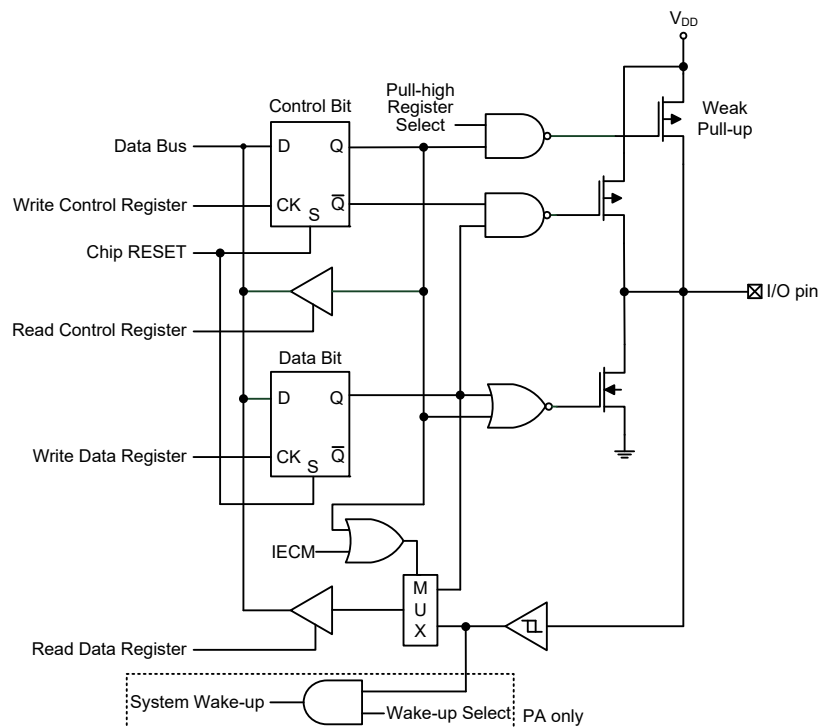 V_DD
Pull-high
Register
Select
Control Bit
Weak
Pull-up
Data Bus
D
Q
Write Control Register
CK
Q̅
S
Chip RESET
I/O pin
Read Control Register
Data Bit
D
Q
Write Data Register
CK
Q̅
S
IECM
M
U
X
Read Data Register
System Wake-up
Wake-up Select
PA only